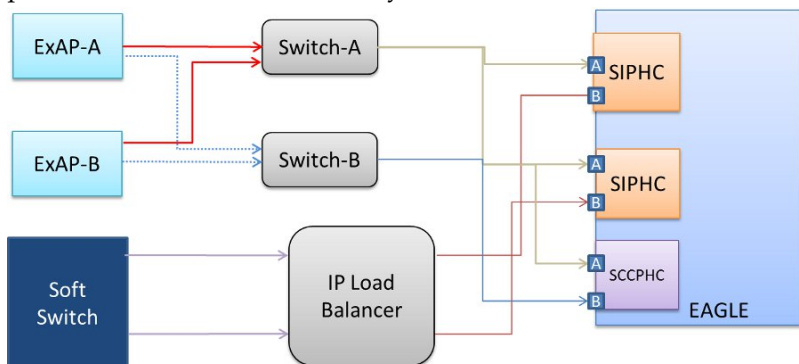 ExAP-A
Switch-A
A
SIPHC
B
ExAP-B
Switch-B
A
SIPHC
B
Soft
Switch
IP Load
Balancer
A
SCCPHC
B
EAGLE